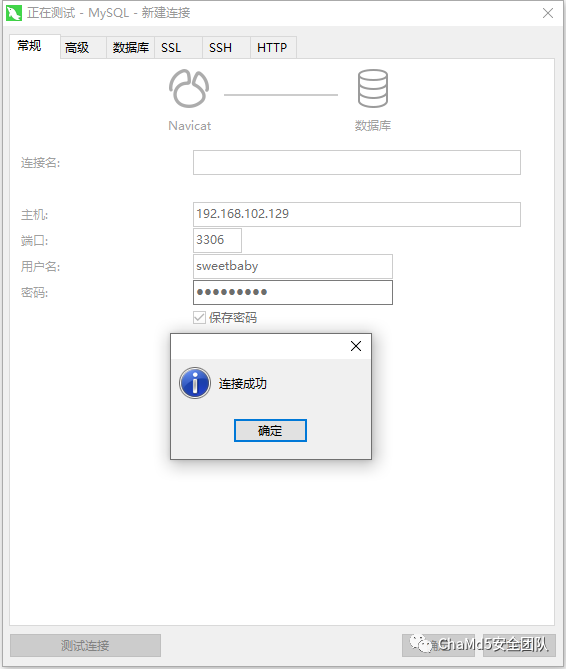 正在测试 - MySQL - 新建连接
常规 高级 数据库 SSL SSH HTTP
Navicat 数据库
连接名:
主机: 192.168.102.129
端口: 3306
用户名: sweetbaby
密码: ●●●●●●●●●
保存密码
连接成功
确定
测试连接
ChaMd5安全团队